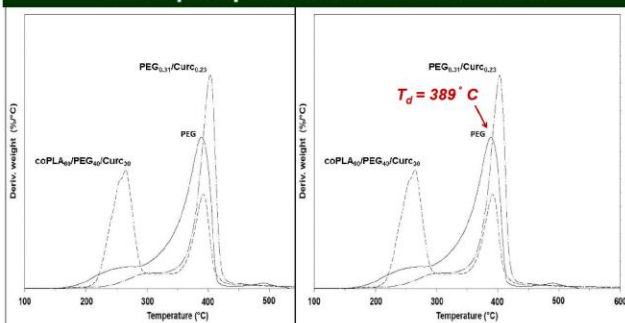 PEG0.31/Curc0.23
PEG
coPLA60/PEG40/Curc30
Deriv. weight (%/°C)
100 200 300 400 500
Temperature (°C)
PEG0.31/Curc0.23
Td = 389° C
PEG
coPLA60/PEG40/Curc30
Deriv. weight (%/°C)
100 200 300 400 500 600
Temperature (°C)